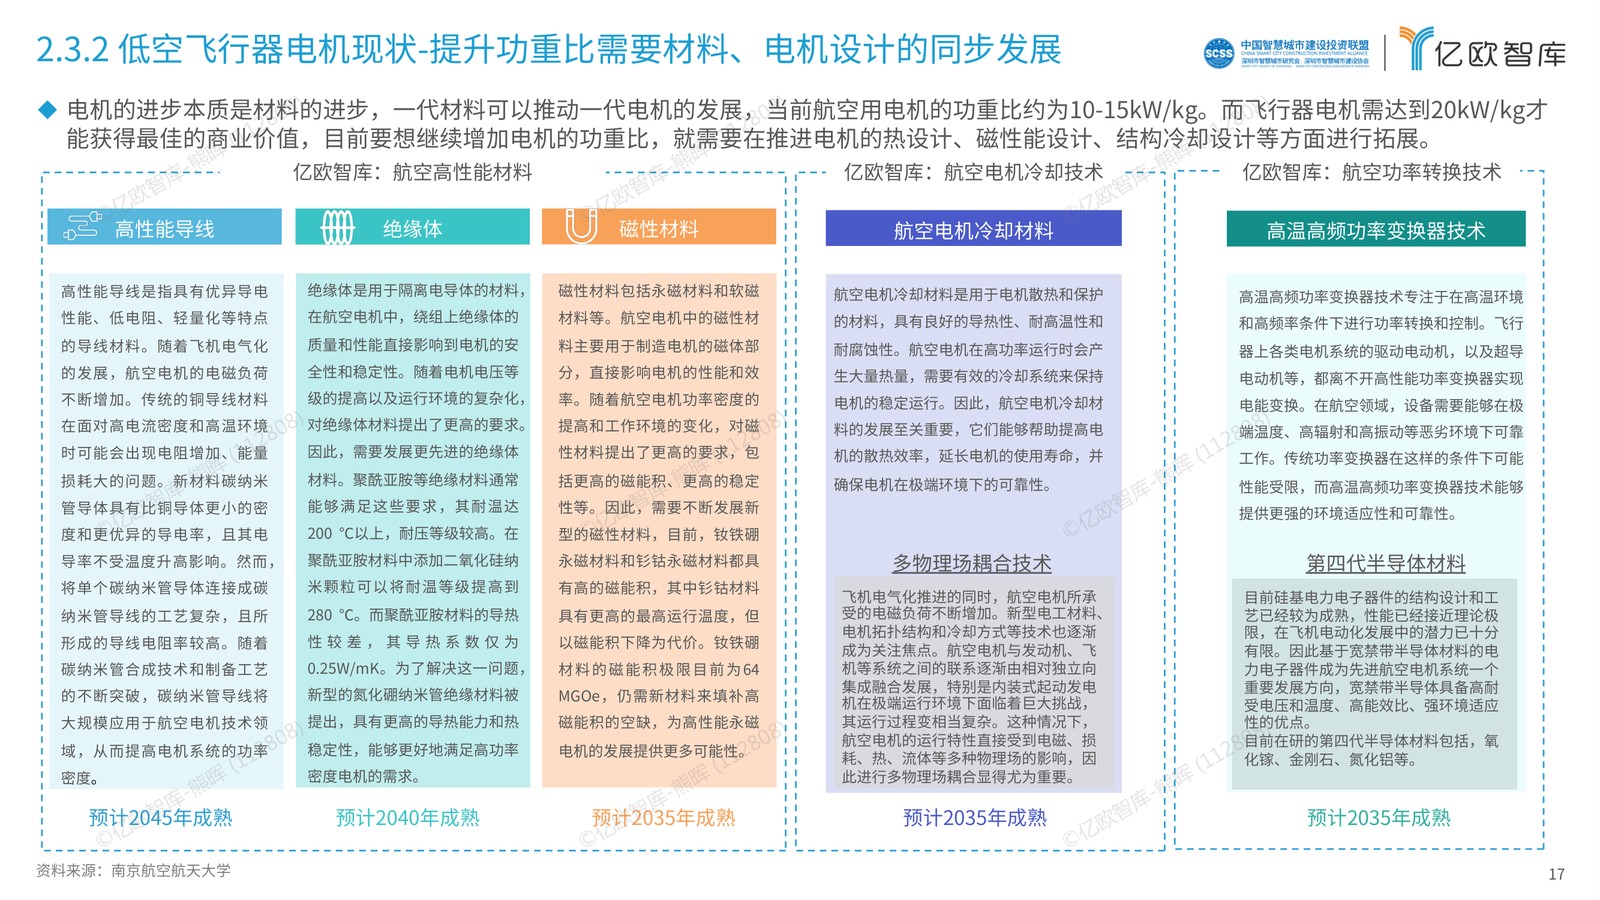 2.3.2 低空飞行器电机现状-提升功重比需要材料、电机设计的同步发展
SCSS
中国智慧城市建设投资联盟
CHINA SMART CITY CONSTRUCTION INVESTMENT ALLIANCE
深圳市智慧城市研究会 深圳市智慧城市建设协会
亿欧智库
◆ 电机的进步本质是材料的进步，一代材料可以推动一代电机的发展，当前航空用电机的功重比约为10-15kW/kg。而飞行器电机需达到20kW/kg才
能获得最佳的商业价值，目前要想继续增加电机的功重比，就需要在推进电机的热设计、磁性能设计、结构冷却设计等方面进行拓展。
亿欧智库：航空高性能材料
高性能导线
高性能导线是指具有优异导电
性能、低电阻、轻量化等特点
的导线材料。随着飞机电气化
的发展，航空电机的电磁负荷
不断增加。传统的铜导线材料
在面对高电流密度和高温环境
时可能会出现电阻增加、能量
损耗大的问题。新材料碳纳米
管导体具有比铜导体更小的密
度和更优异的导电率，且其电
导率不受温度升高影响。然而，
将单个碳纳米管导体连接成碳
纳米管导线的工艺复杂，且所
形成的导线电阻率较高。随着
碳纳米管合成技术和制备工艺
的不断突破，碳纳米管导线将
大规模应用于航空电机技术领
域，从而提高电机系统的功率
密度。
预计2045年成熟
绝缘体
绝缘体是用于隔离电导体的材料，
在航空电机中，绕组上绝缘体的
质量和性能直接影响到电机的安
全性和稳定性。随着电机电压等
级的提高以及运行环境的复杂化，
对绝缘体材料提出了更高的要求。
因此，需要发展更先进的绝缘体
材料。聚酰亚胺等绝缘材料通常
能够满足这些要求，其耐温达
200 ℃以上，耐压等级较高。在
聚酰亚胺材料中添加二氧化硅纳
米颗粒可以将耐温等级提高到
280 ℃。而聚酰亚胺材料的导热
性较差，其导热系数仅为
0.25W/mK。为了解决这一问题，
新型的氮化硼纳米管绝缘材料被
提出，具有更高的导热能力和热
稳定性，能够更好地满足高功率
密度电机的需求。
预计2040年成熟
磁性材料
磁性材料包括永磁材料和软磁
材料等。航空电机中的磁性材
料主要用于制造电机的磁体部
分，直接影响电机的性能和效
率。随着航空电机功率密度的
提高和工作环境的变化，对磁
性材料提出了更高的要求，包
括更高的磁能积、更高的稳定
性等。因此，需要不断发展新
型的磁性材料，目前，钕铁硼
永磁材料和钐钴永磁材料都具
有高的磁能积，其中钐钴材料
具有更高的最高运行温度，但
以磁能积下降为代价。钕铁硼
材料的磁能积极限目前为64
MGOe，仍需新材料来填补高
磁能积的空缺，为高性能永磁
电机的发展提供更多可能性。
预计2035年成熟
亿欧智库：航空电机冷却技术
航空电机冷却材料
航空电机冷却材料是用于电机散热和保护
的材料，具有良好的导热性、耐高温性和
耐腐蚀性。航空电机在高功率运行时会产
生大量热量，需要有效的冷却系统来保持
电机的稳定运行。因此，航空电机冷却材
料的发展至关重要，它们能够帮助提高电
机的散热效率，延长电机的使用寿命，并
确保电机在极端环境下的可靠性。
多物理场耦合技术
飞机电气化推进的同时，航空电机所承
受的电磁负荷不断增加。新型电工材料、
电机拓扑结构和冷却方式等技术也逐渐
成为关注焦点。航空电机与发动机、飞
机等系统之间的联系逐渐由相对独立向
集成融合发展，特别是内装式起动发电
机在极端运行环境下面临着巨大挑战，
其运行过程变相当复杂。这种情况下，
航空电机的运行特性直接受到电磁、损
耗、热、流体等多种物理场的影响，因
此进行多物理场耦合显得尤为重要。
预计2035年成熟
亿欧智库：航空功率转换技术
高温高频功率变换器技术
高温高频功率变换器技术专注于在高温环境
和高频率条件下进行功率转换和控制。飞行
器上各类电机系统的驱动电动机，以及超导
电动机等，都离不开高性能功率变换器实现
电能变换。在航空领域，设备需要能够在极
端温度、高辐射和高振动等恶劣环境下可靠
工作。传统功率变换器在这样的条件下可能
性能受限，而高温高频功率变换器技术能够
提供更强的环境适应性和可靠性。
第四代半导体材料
目前硅基电力电子器件的结构设计和工
艺已经较为成熟，性能已经接近理论极
限，在飞机电动化发展中的潜力已十分
有限。因此基于宽禁带半导体材料的电
力电子器件成为先进航空电机系统一个
重要发展方向，宽禁带半导体具备高耐
受电压和温度、高能效比、强环境适应
性的优点。
目前在研的第四代半导体材料包括，氧
化镓、金刚石、氮化铝等。
预计2035年成熟
资料来源：南京航空航天大学
17
©亿欧智库-熊晖 (112808)